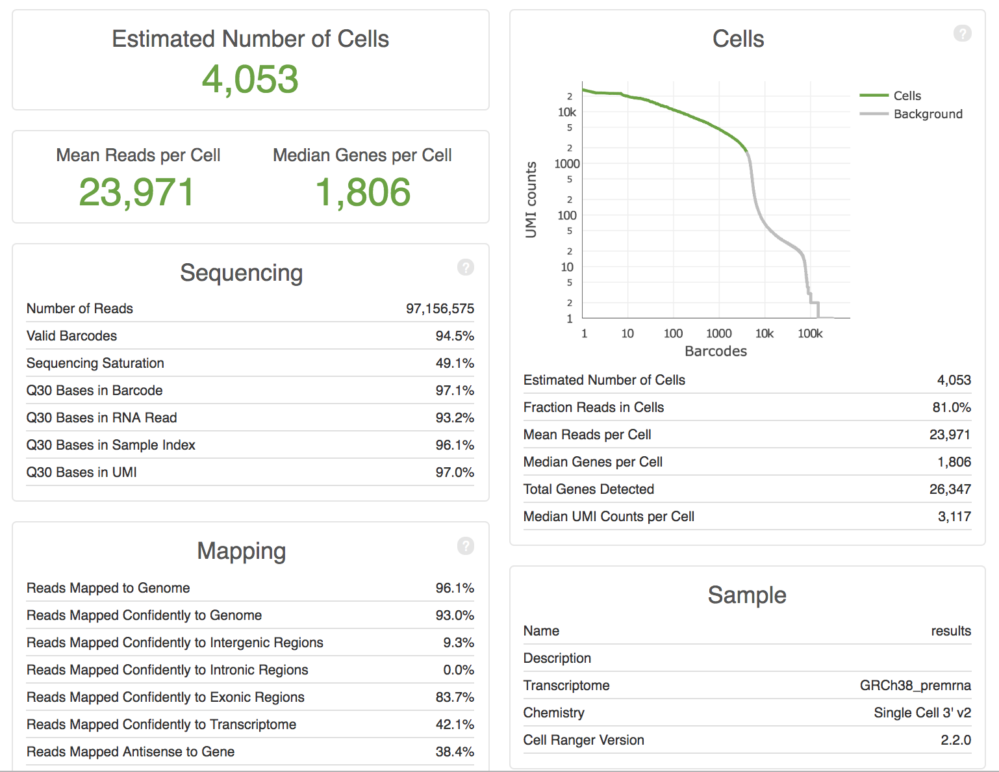 Estimated Number of Cells
4,053
Mean Reads per Cell
23,971
Median Genes per Cell
1,806
Sequencing
?
Number of Reads 97,156,575
Valid Barcodes 94.5%
Sequencing Saturation 49.1%
Q30 Bases in Barcode 97.1%
Q30 Bases in RNA Read 93.2%
Q30 Bases in Sample Index 96.1%
Q30 Bases in UMI 97.0%
Mapping
?
Reads Mapped to Genome 96.1%
Reads Mapped Confidently to Genome 93.0%
Reads Mapped Confidently to Intergenic Regions 9.3%
Reads Mapped Confidently to Intronic Regions 0.0%
Reads Mapped Confidently to Exonic Regions 83.7%
Reads Mapped Confidently to Transcriptome 42.1%
Reads Mapped Antisense to Gene 38.4%
Cells
?
UMI counts
2
10k
5
2
1000
5
2
100
5
2
10
5
2
1
1 10 100 1000 10k 100k
Barcodes
Cells
Background
Estimated Number of Cells 4,053
Fraction Reads in Cells 81.0%
Mean Reads per Cell 23,971
Median Genes per Cell 1,806
Total Genes Detected 26,347
Median UMI Counts per Cell 3,117
Sample
Name results
Description
Transcriptome GRCh38_premrna
Chemistry Single Cell 3' v2
Cell Ranger Version 2.2.0